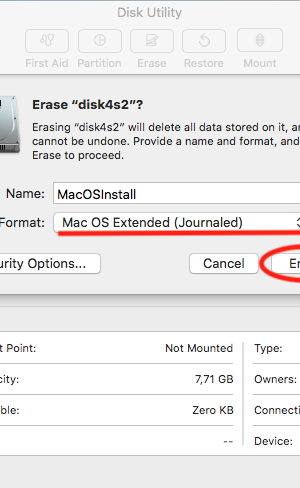 Disk Utility
First Aid Partition Erase Restore Mount
Erase “disk4s2”?
Erasing “disk4s2” will delete all data stored on it, an
cannot be undone. Provide a name and format, and
Erase to proceed.
Name: MacOSInstall
Format: Mac OS Extended (Journaled)
urity Options... Cancel Er
t Point: Not Mounted Type:
city: 7,71 GB Owners:
ble: Zero KB Connecti
-- Device: